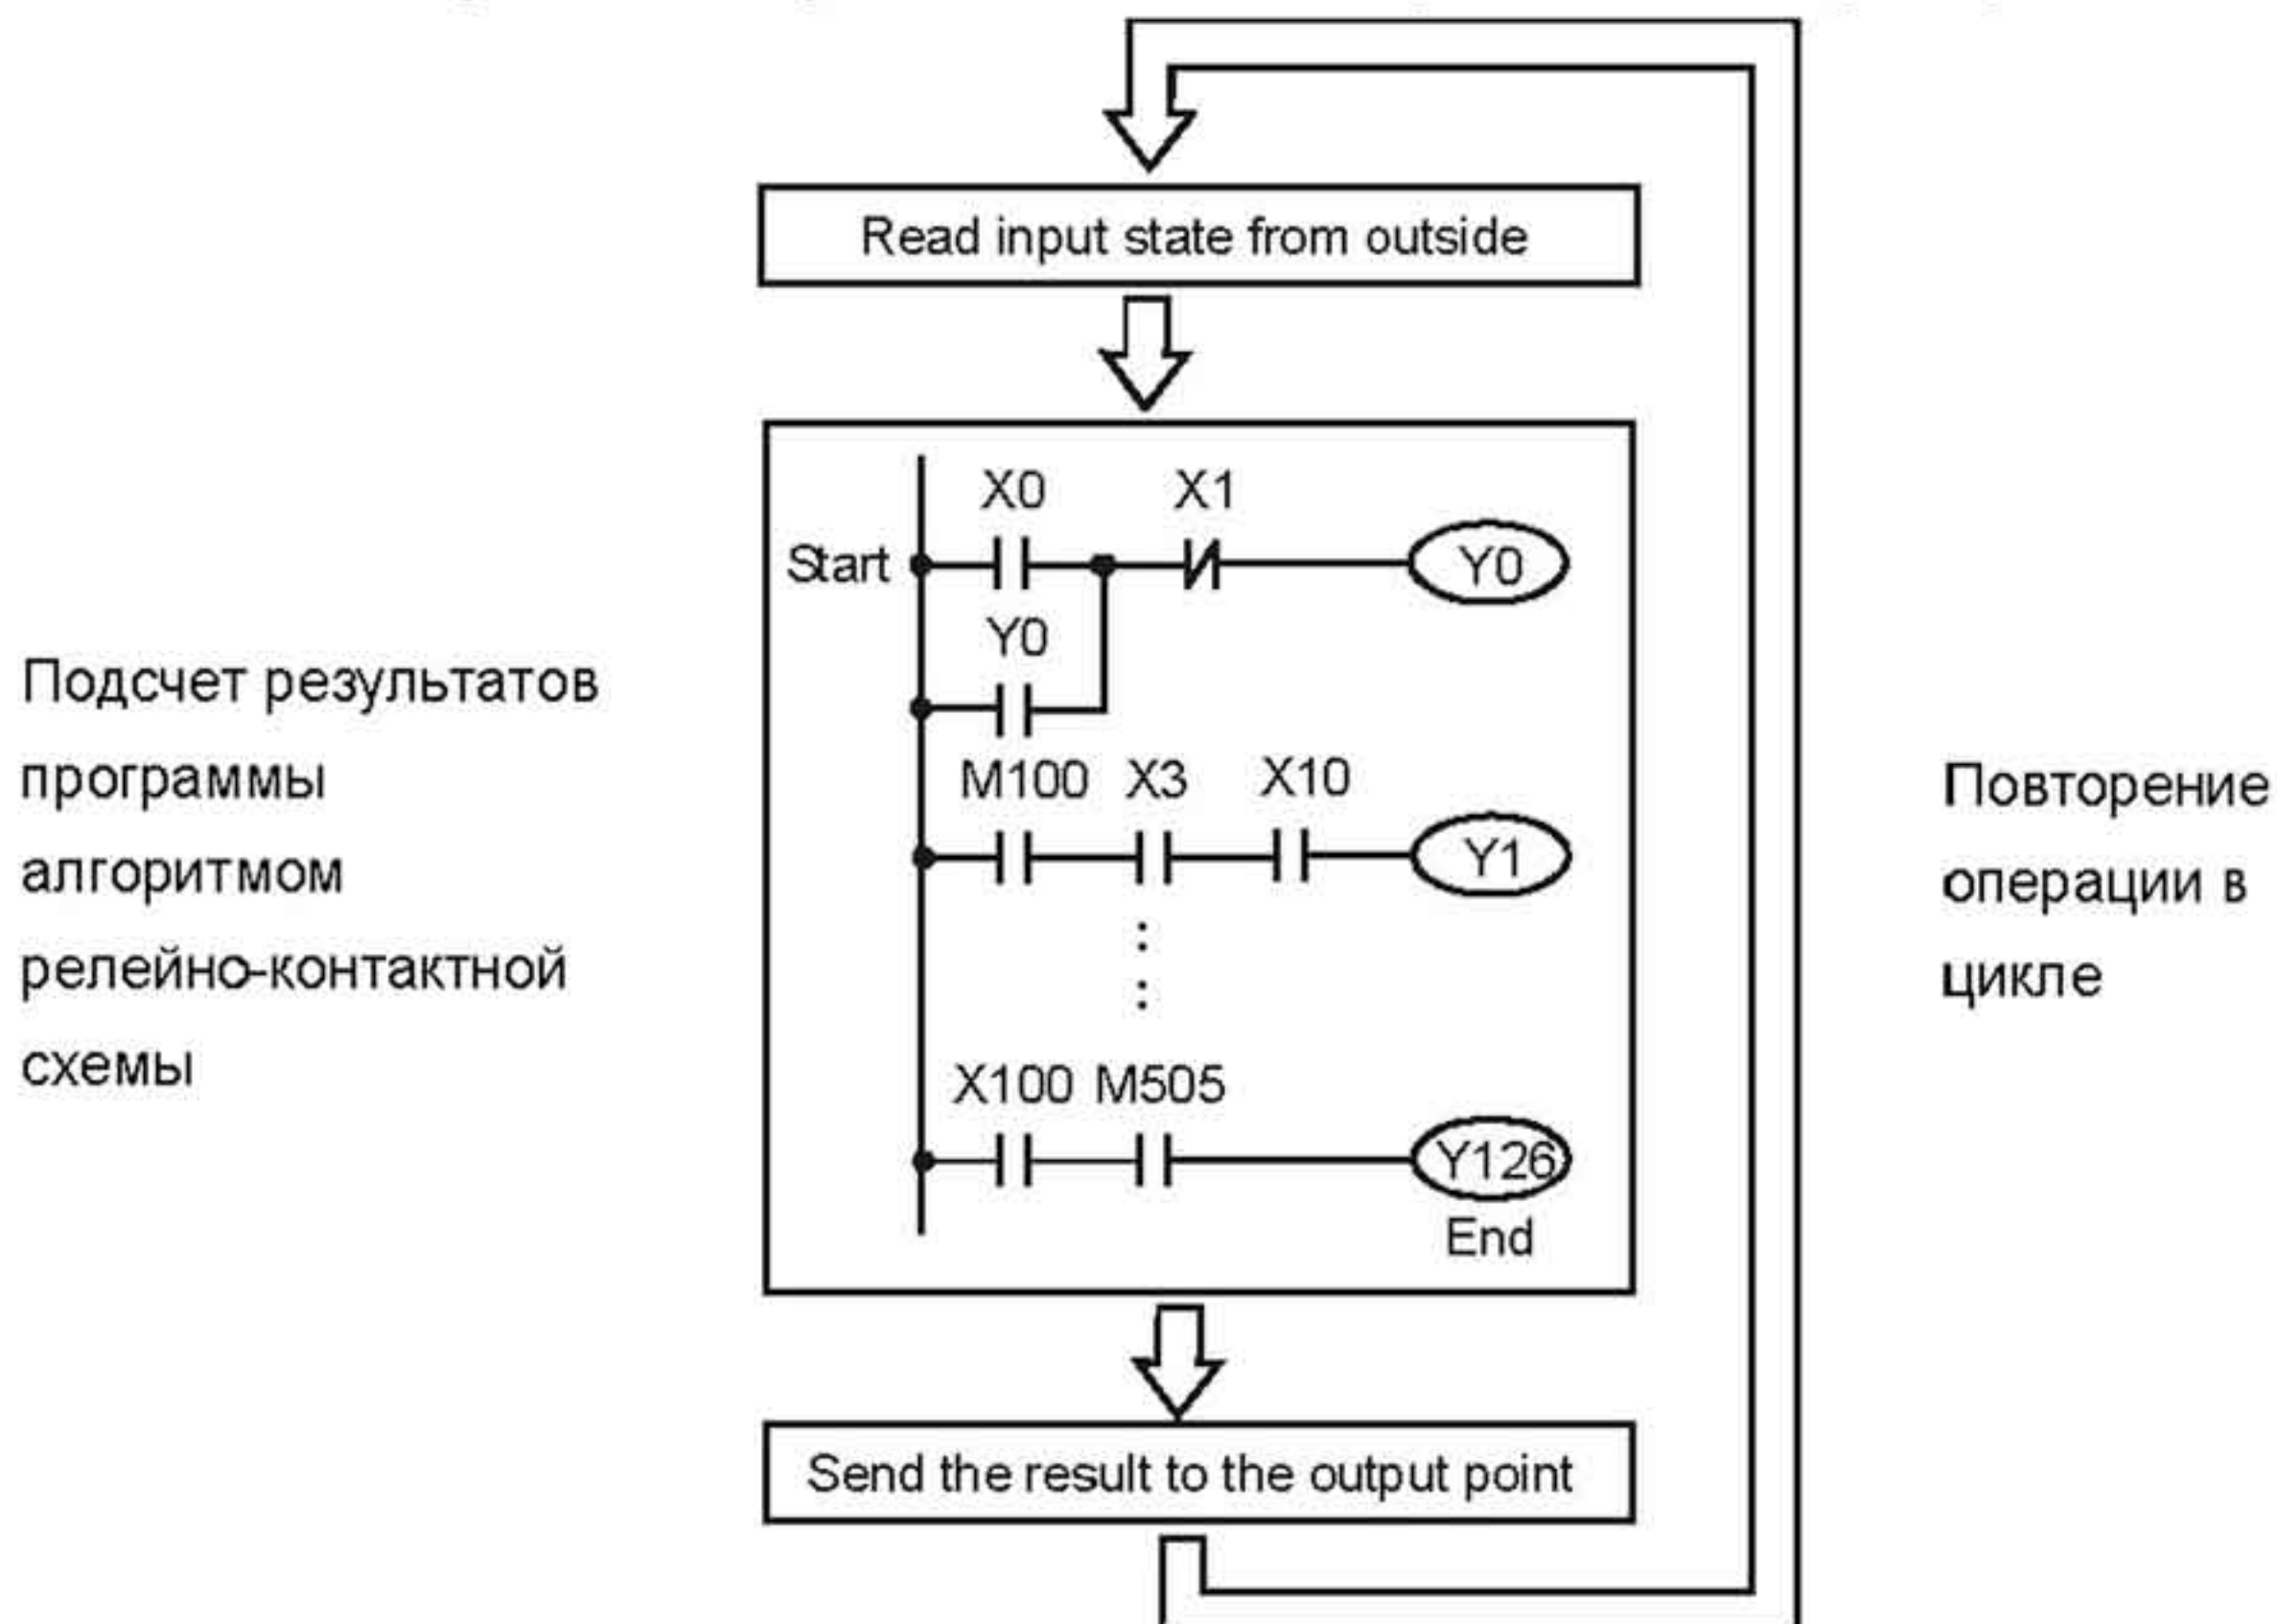 Read input state from outside
X0 X1
Start Y0
Y0
M100 X3 X10
Y1
X100 M505
Y126
End
Send the result to the output point
Подсчет результатов
программы
алгоритмом
релейно-контактной
схемы
Повторение
операции в
цикле